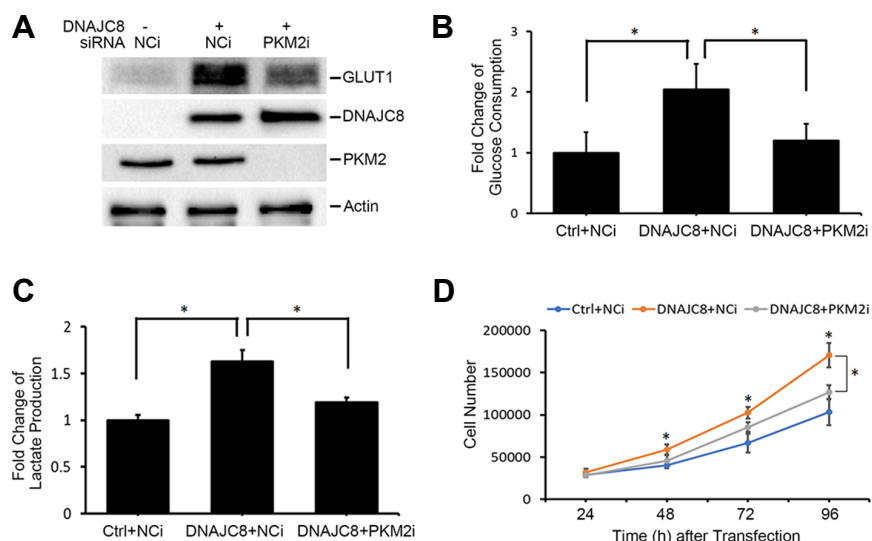 A
DNAJC8 - + +
siRNA NCi NCi PKM2i
GLUT1
DNAJC8
PKM2
Actin
B
Fold Change of
Glucose Consumption
3
2
1
0
* *
Ctrl+NCi DNAJC8+NCi DNAJC8+PKM2i
C
Fold Change of
Lactate Production
2
1.5
1
0.5
0
* *
Ctrl+NCi DNAJC8+NCi DNAJC8+PKM2i
D
Ctrl+NCi DNAJC8+NCi DNAJC8+PKM2i
Cell Number
200000
150000
100000
50000
0
* * * *
24 48 72 96
Time (h) after Transfection